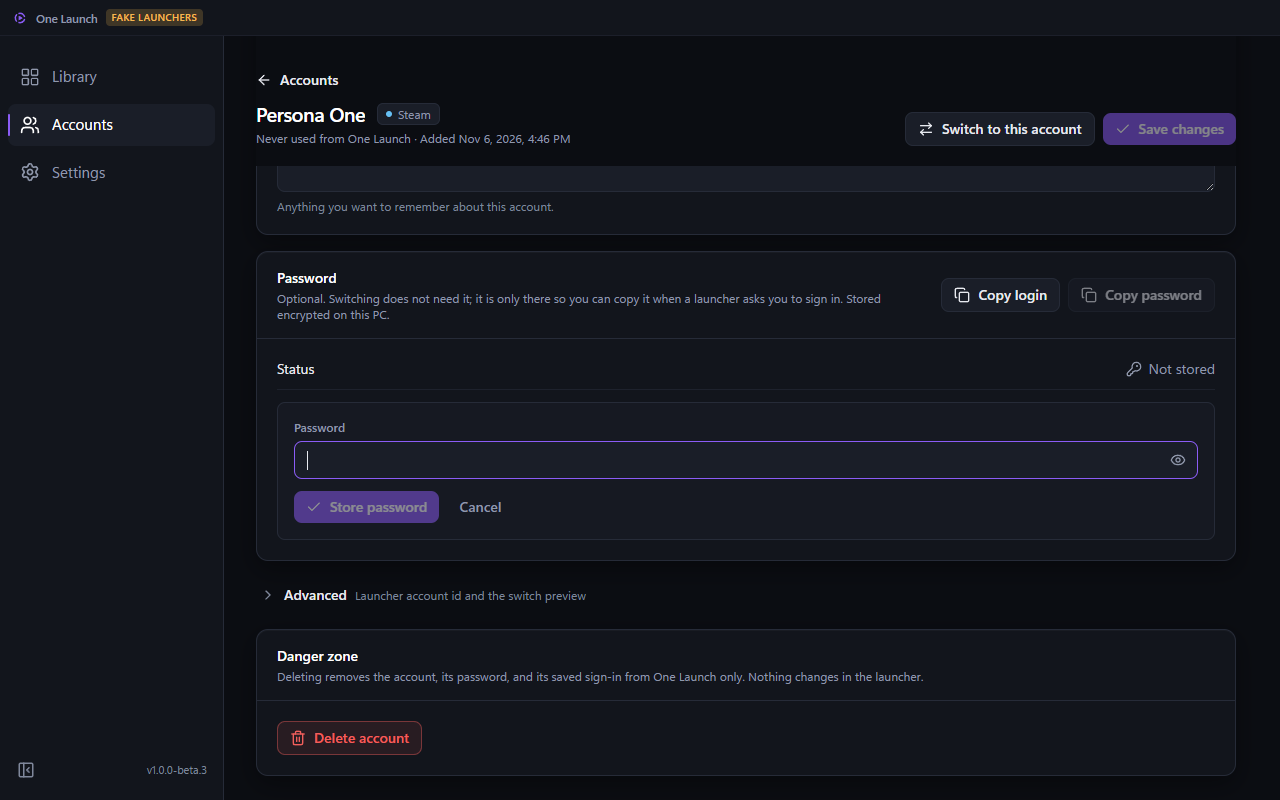 One Launch FAKE LAUNCHERS
Library
Accounts
Settings
v1.0.0-beta.3
Accounts
Persona One Steam
Never used from One Launch · Added Nov 6, 2026, 4:46 PM
Switch to this account Save changes
Anything you want to remember about this account.
Password
Optional. Switching does not need it; it is only there so you can copy it when a launcher asks you to sign in. Stored
encrypted on this PC.
Copy login Copy password
Status Not stored
Password
Store password Cancel
Advanced Launcher account id and the switch preview
Danger zone
Deleting removes the account, its password, and its saved sign-in from One Launch only. Nothing changes in the launcher.
Delete account